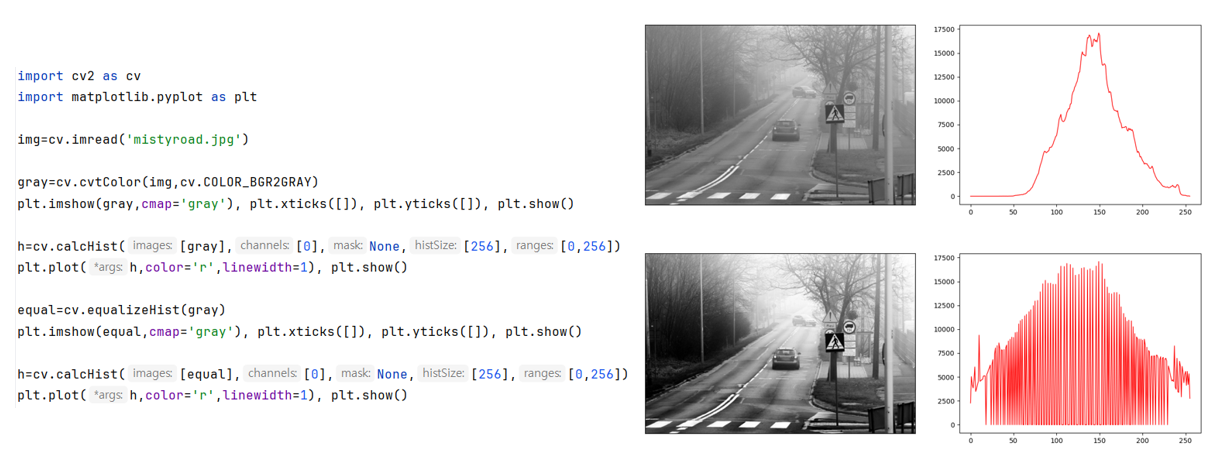 import cv2 as cv
import matplotlib.pyplot as plt
img=cv.imread('mistyroad.jpg')
gray=cv.cvtColor(img,cv.COLOR_BGR2GRAY)
plt.imshow(gray,cmap='gray'), plt.xticks([]), plt.yticks([]), plt.show()
h=cv.calcHist( images: [gray], channels: [0], mask: None, histSize: [256], ranges: [0,256])
plt.plot( *args: h,color='r',linewidth=1), plt.show()
equal=cv.equalizeHist(gray)
plt.imshow(equal,cmap='gray'), plt.xticks([]), plt.yticks([]), plt.show()
h=cv.calcHist( images: [equal], channels: [0], mask: None, histSize: [256], ranges: [0,256])
plt.plot( *args: h,color='r',linewidth=1), plt.show()
17500
15000
12500
10000
7500
5000
2500
0
0 50 100 150 200 250
17500
15000
12500
10000
7500
5000
2500
0
0 50 100 150 200 250